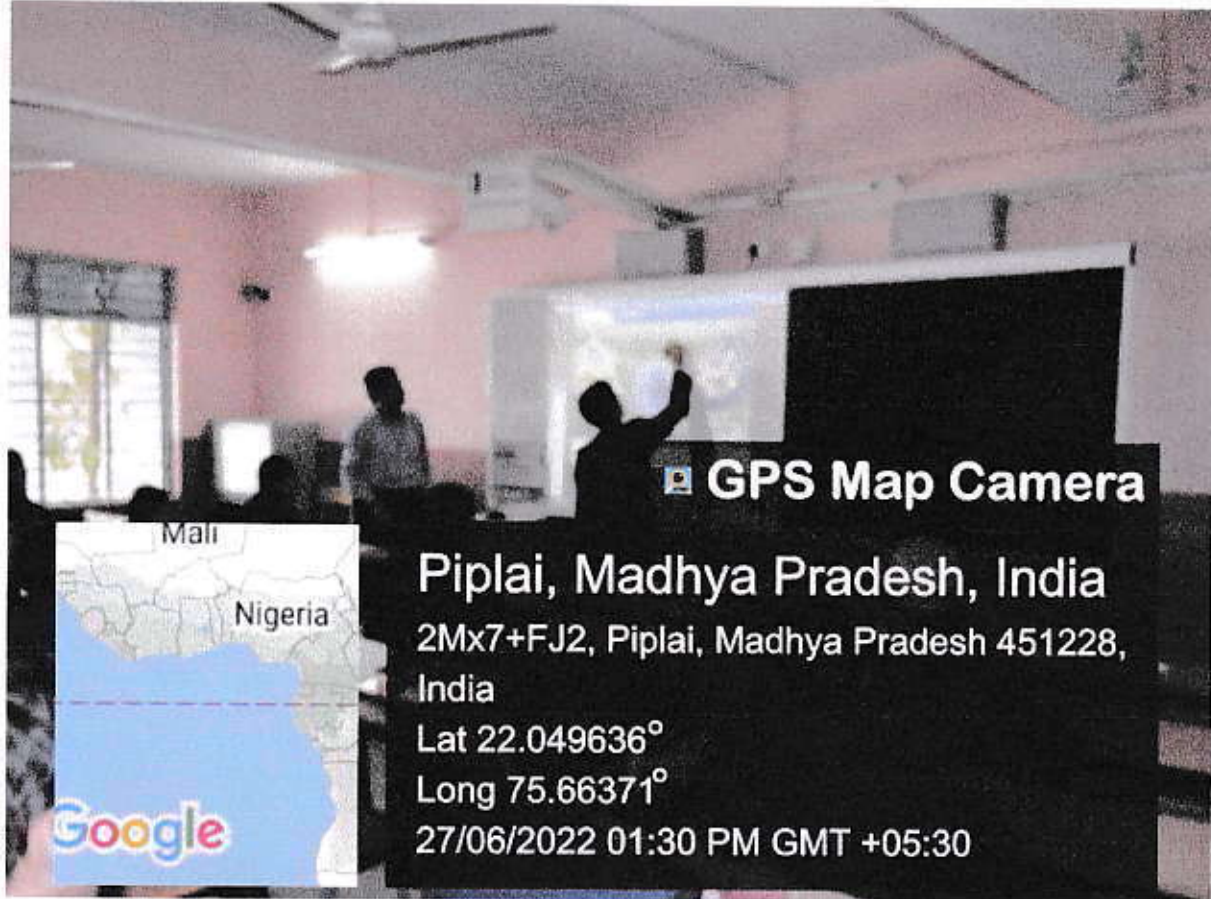 GPS Map Camera
Mali
Nigeria
Google
Piplai, Madhya Pradesh, India
2Mx7+FJ2, Piplai, Madhya Pradesh 451228,
India
Lat 22.049636°
Long 75.66371°
27/06/2022 01:30 PM GMT +05:30